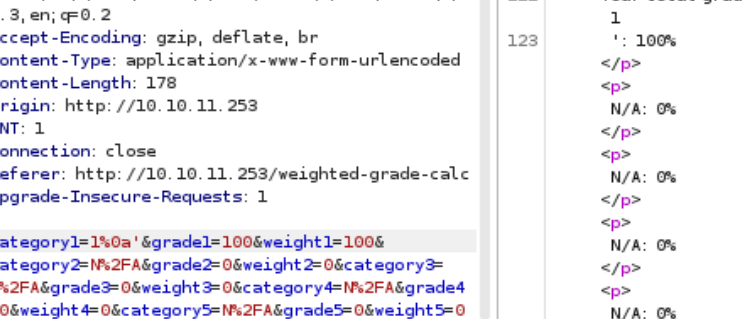 .3,en;q=0.2
ccept-Encoding: gzip, deflate, br
ontent-Type: application/x-www-form-urlencoded
ontent-Length: 178
rigin: http://10.10.11.253
NT: 1
onnection: close
eferer: http://10.10.11.253/weighted-grade-calc
pgrade-Insecure-Requests: 1
ategory1=1%0a'&grade1=100&weight1=100&
ategory2=N%2FA&grade2=0&weight2=0&category3=
%2FA&grade3=0&weight3=0&category4=N%2FA&grade4
0&weight4=0&category5=N%2FA&grade5=0&weight5=0
1
123 ': 100%
</p>
<p>
N/A: 0%
</p>
<p>
N/A: 0%
</p>
<p>
N/A: 0%
</p>
<p>
N/A: 0%